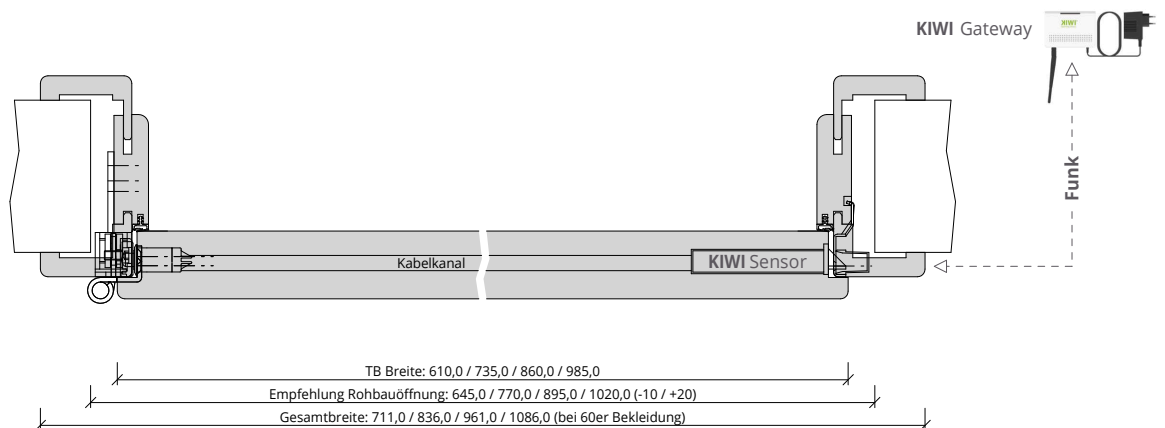 KIWI Gateway
KIWI
Funk
Kabelkanal
KIWI Sensor
TB Breite: 610,0 / 735,0 / 860,0 / 985,0
Empfehlung Rohbauöffnung: 645,0 / 770,0 / 895,0 / 1020,0 (-10 / +20)
Gesamtbreite: 711,0 / 836,0 / 961,0 / 1086,0 (bei 60er Bekleidung)